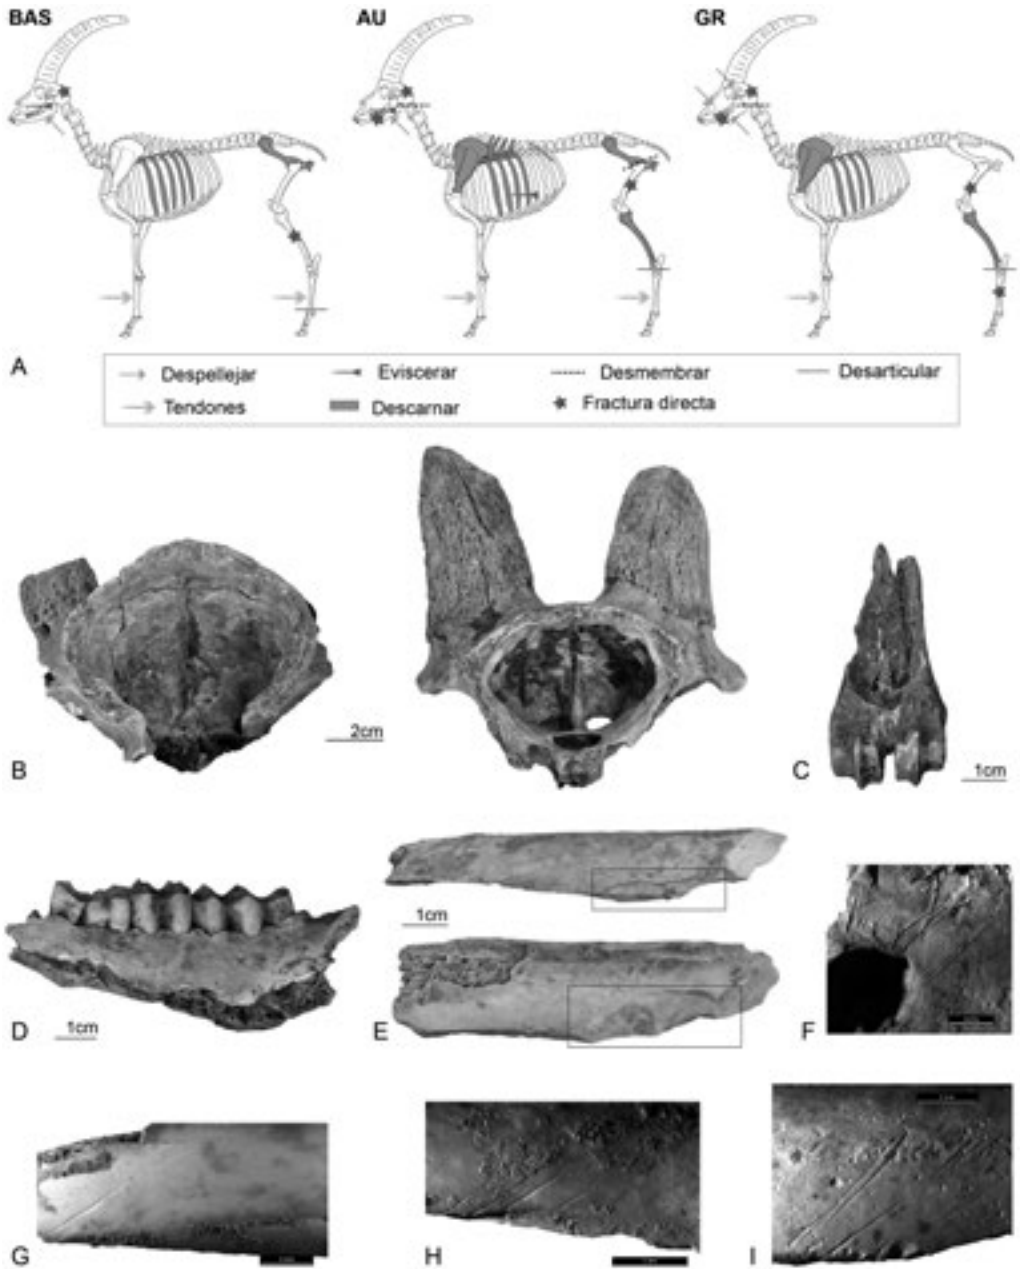 BAS AU GR
A
Despellejar Eviscerar Desmembrar Desarticular
Tendones Descarnar Fractura directa
B 2cm C 1cm
D 1cm E 1cm F
G H I